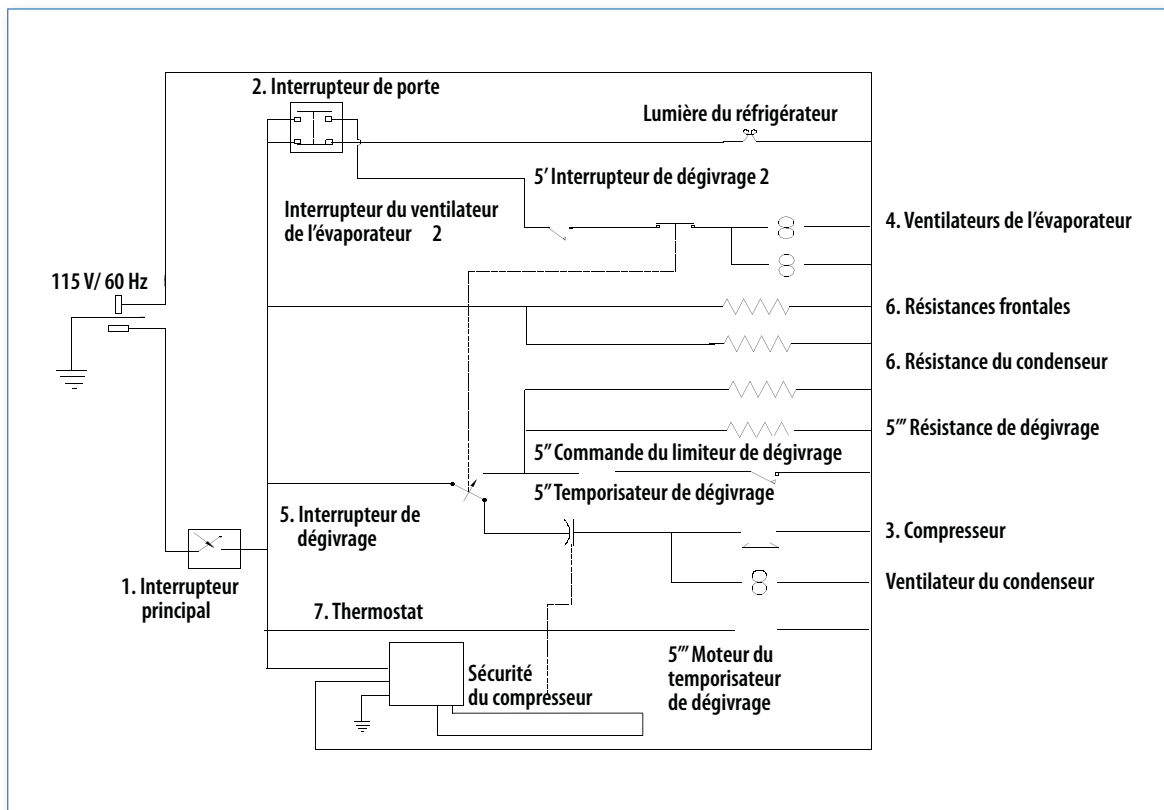 2. Interrupteur de porte
Lumière du réfrigérateur
5′ Interrupteur de dégivrage 2
Interrupteur du ventilateur
de l’évaporateur 2
4. Ventilateurs de l’évaporateur
115 V/ 60 Hz
6. Résistances frontales
6. Résistance du condenseur
5‴ Résistance de dégivrage
5″ Commande du limiteur de dégivrage
5″ Temporisateur de dégivrage
5. Interrupteur de
dégivrage
3. Compresseur
1. Interrupteur
principal
Ventilateur du condenseur
7. Thermostat
5‴ Moteur du
temporisateur
de dégivrage
Sécurité
du compresseur